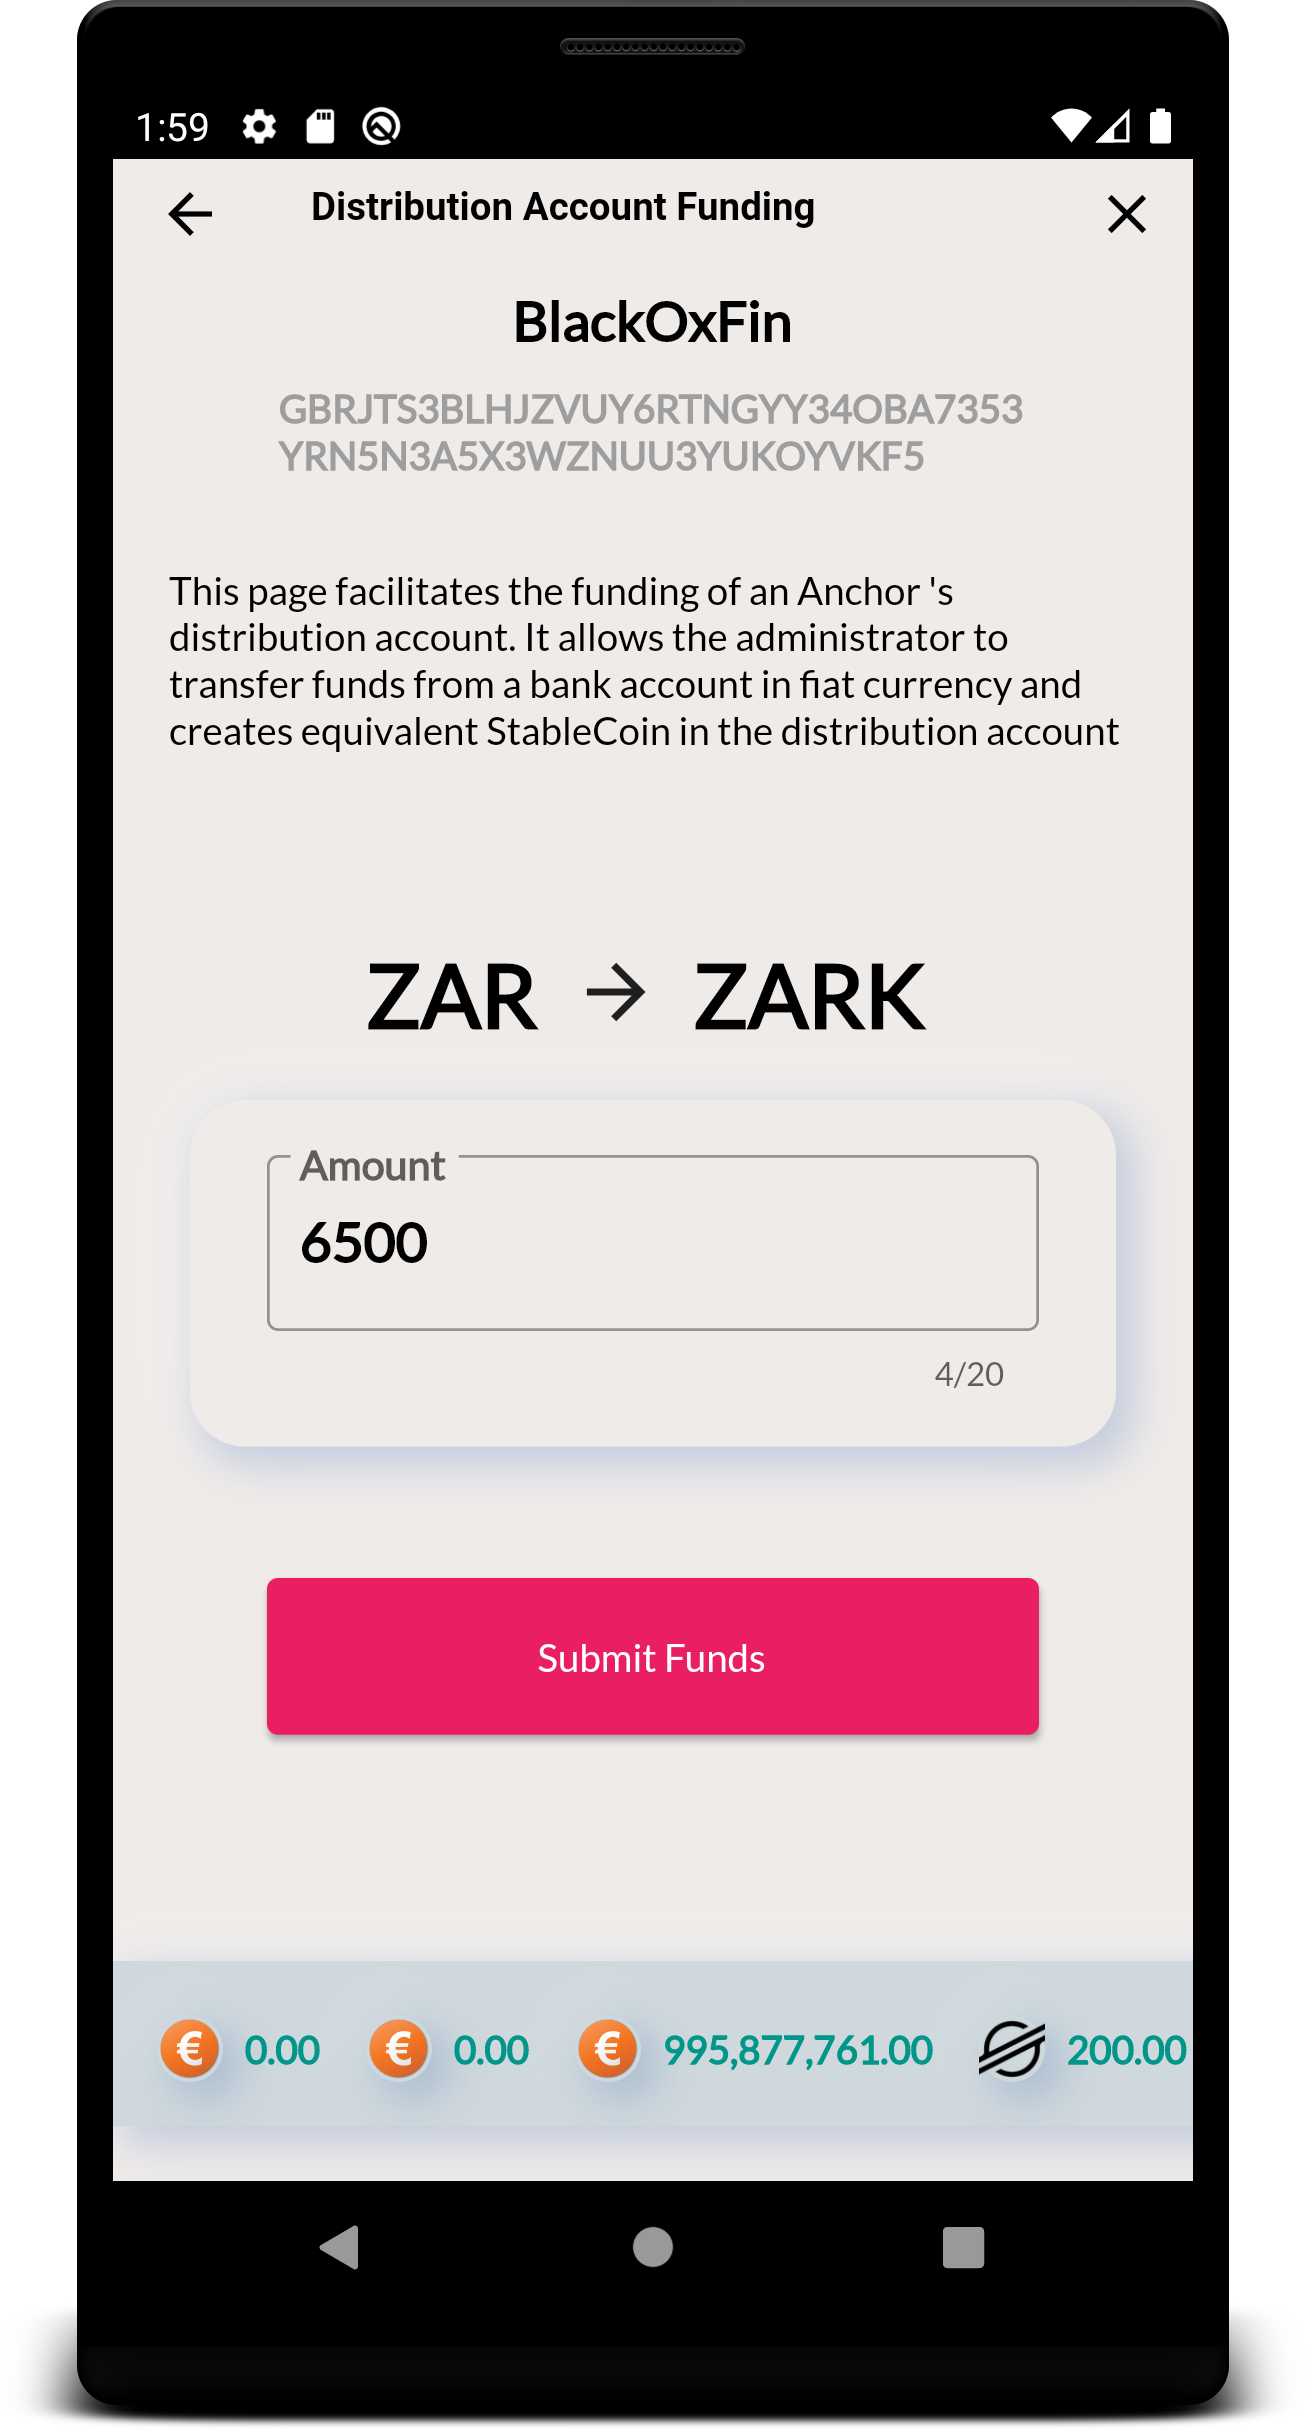 1:59
Distribution Account Funding
BlackOxFin
GBRJTS3BLHJZVUY6RTNGYY34OBA7353
YRN5N3A5X3WZNUU3YUKOYVKF5
This page facilitates the funding of an Anchor 's
distribution account. It allows the administrator to
transfer funds from a bank account in fiat currency and
creates equivalent StableCoin in the distribution account
ZAR → ZARK
Amount
6500
4/20
Submit Funds
€ 0.00 € 0.00 € 995,877,761.00 200.00